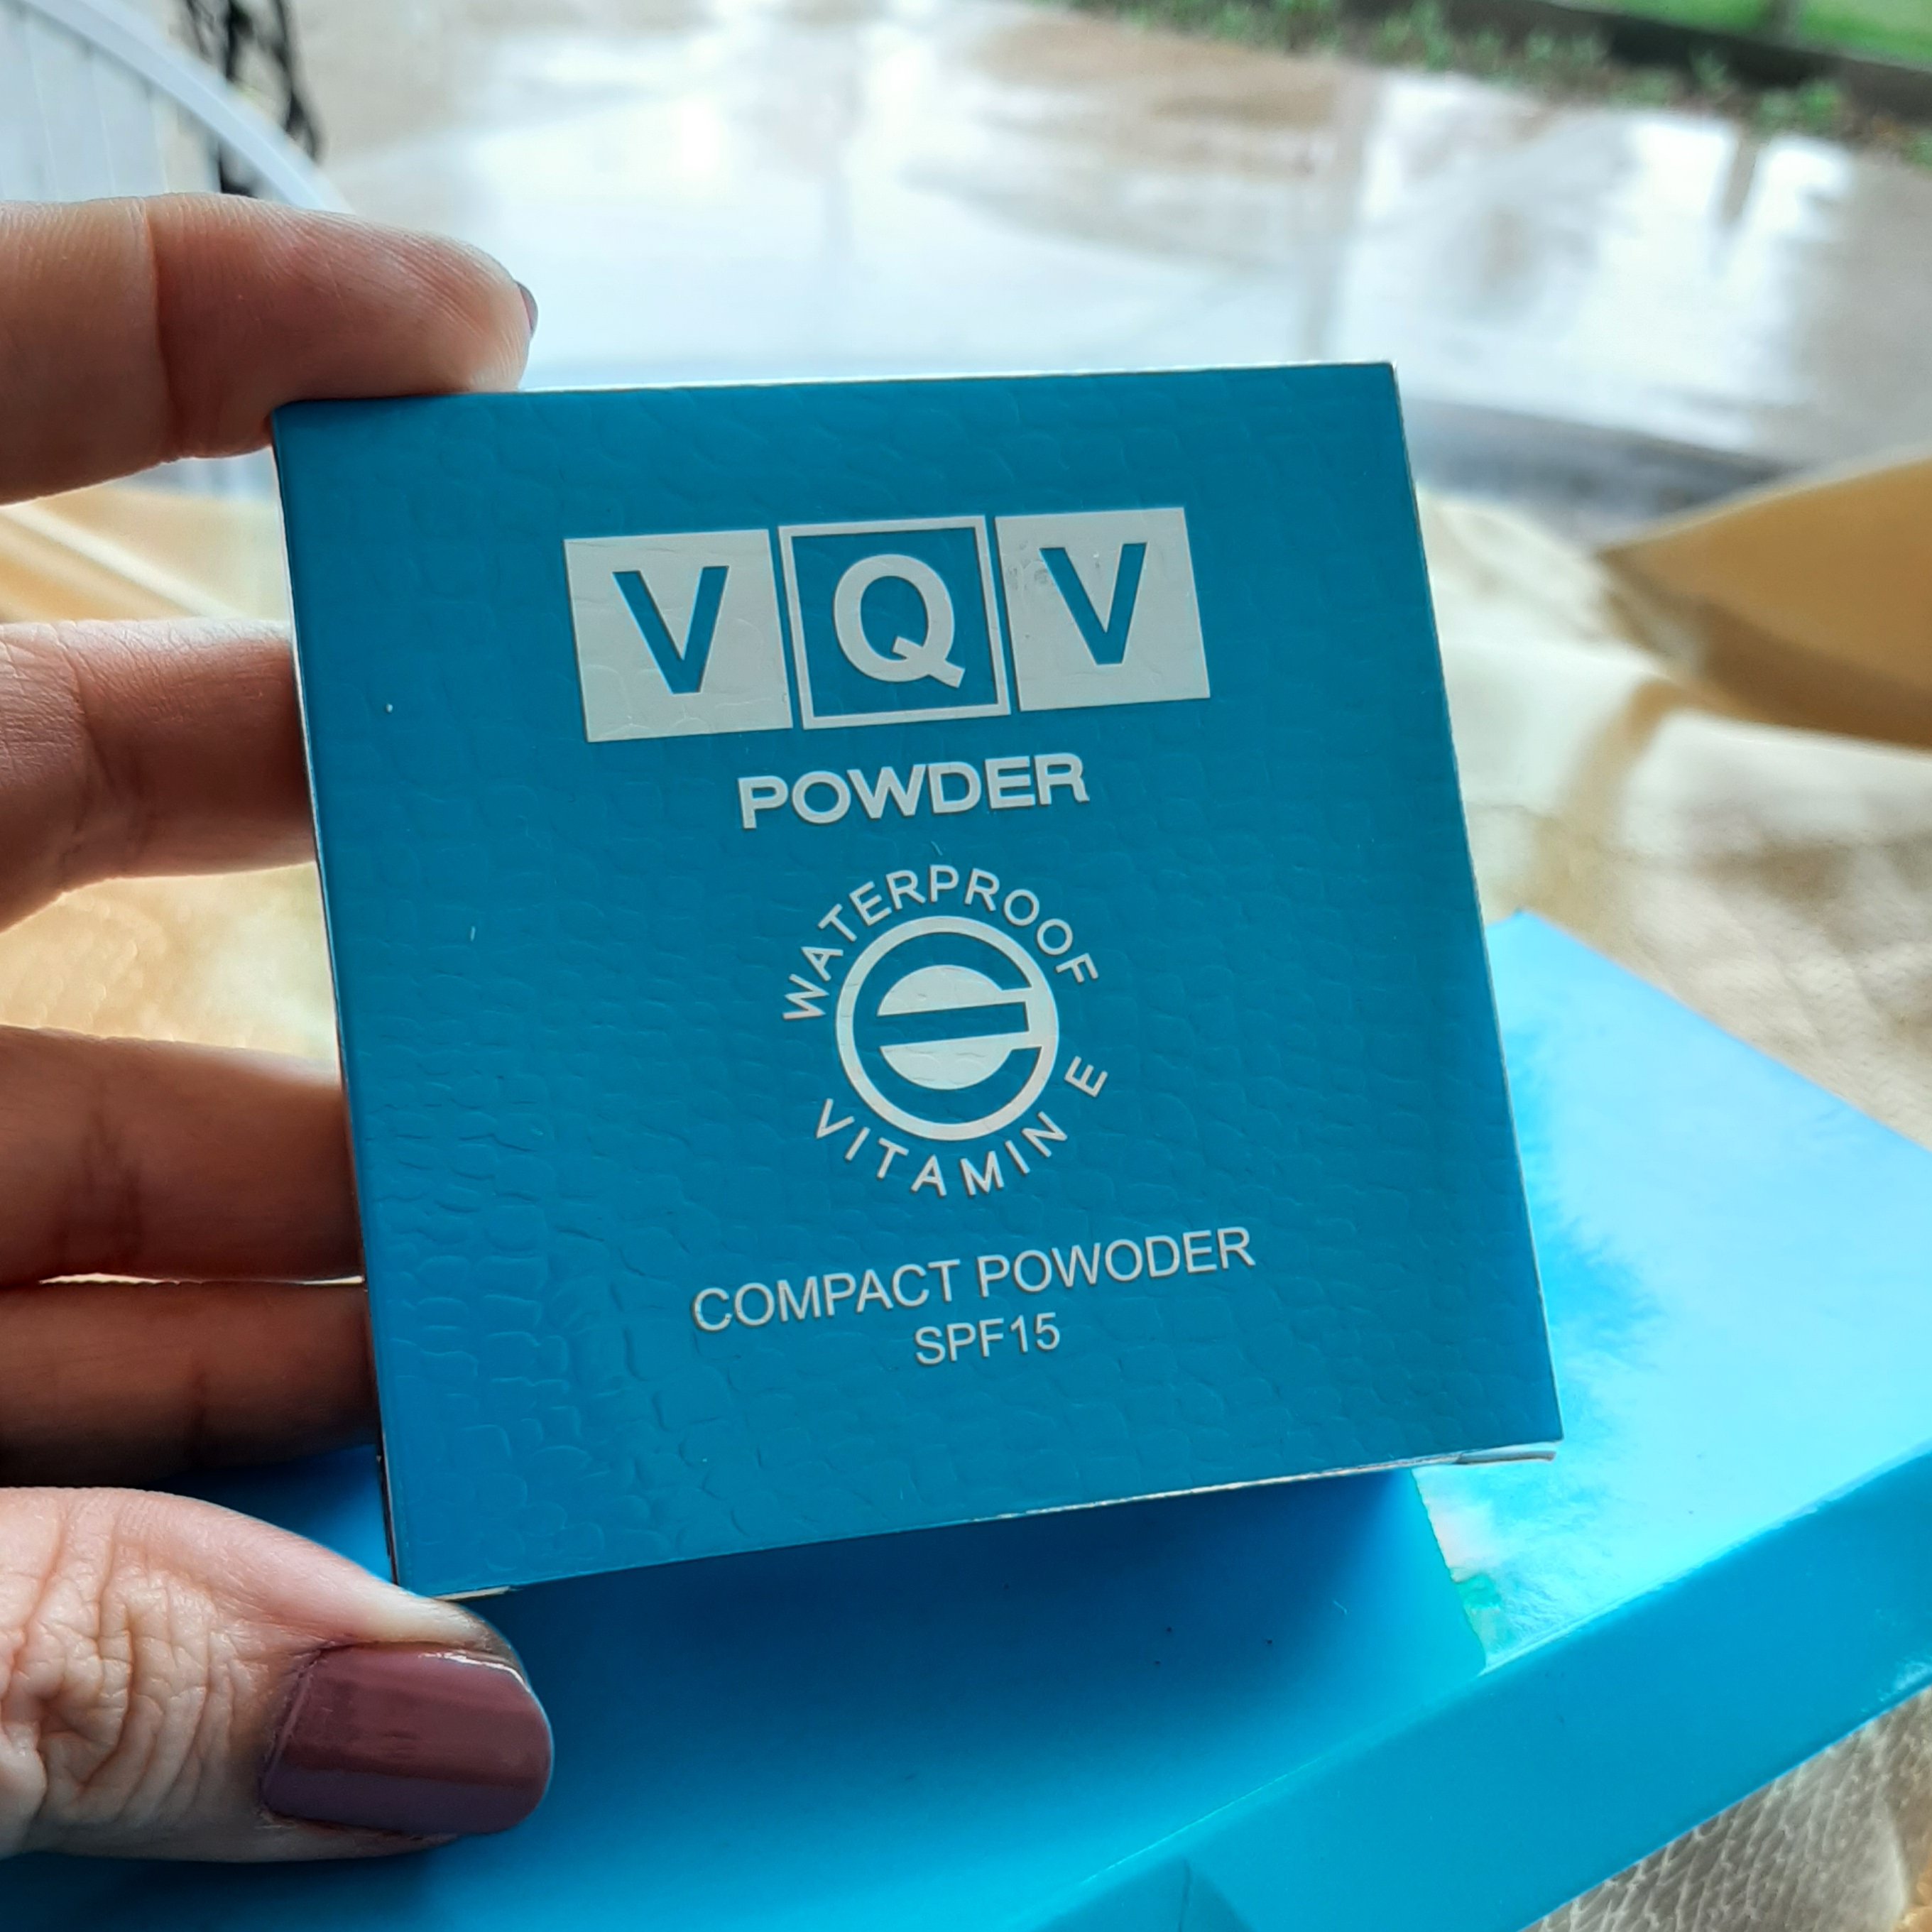 VQV
POWDER
WATERPROOF
VITAMIN E
COMPACT POWODER
SPF15